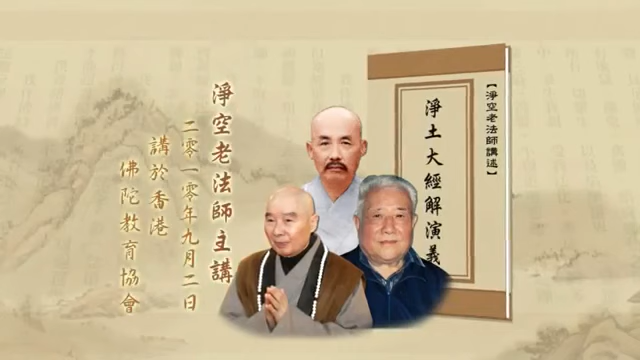 【淨空老法師講述】
淨土大經解演義
淨空老法師主講
二零一零年九月二日
講於香港
佛陀教育協會